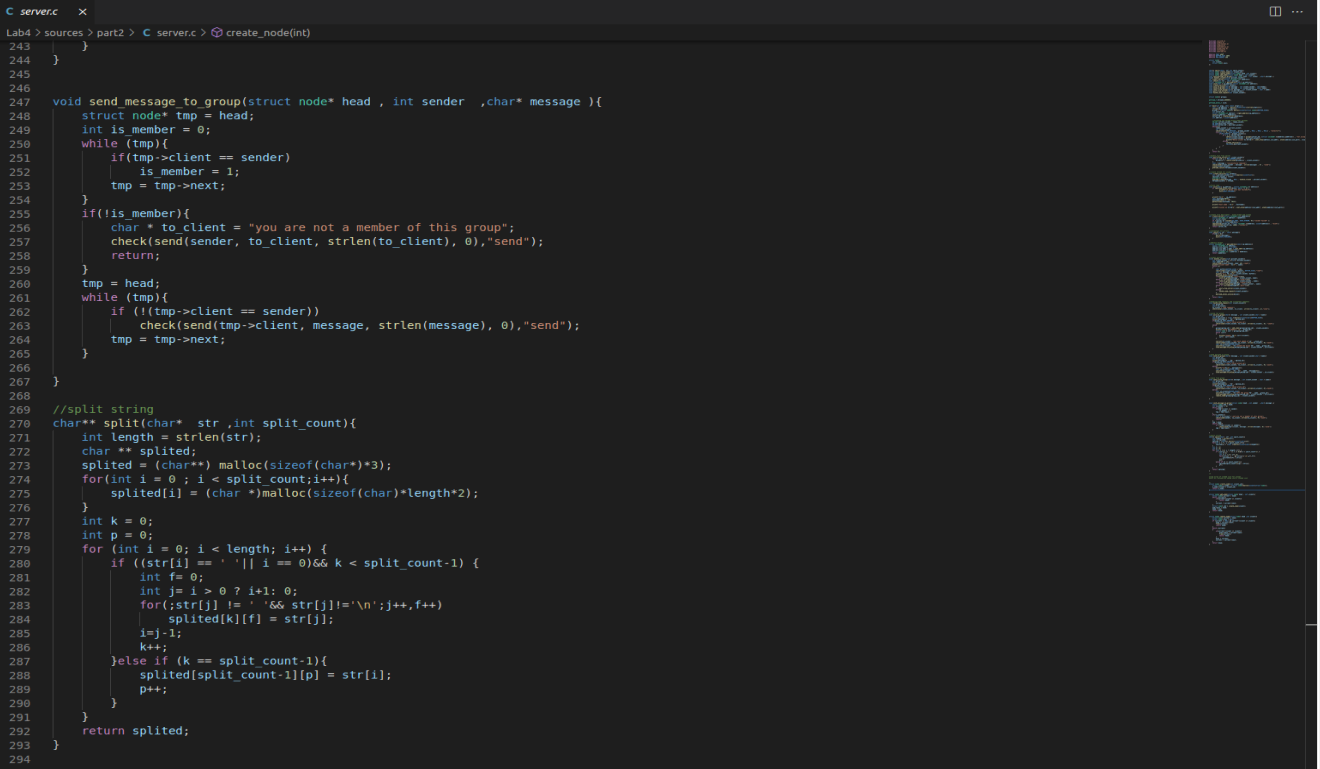 C server.c ×
Lab4 > sources > part2 > C server.c > create_node(int)
243 }
244 }
245
246
247 void send_message_to_group(struct node* head , int sender  ,char* message ){
248     struct node* tmp = head;
249     int is_member = 0;
250     while (tmp){
251         if(tmp->client == sender)
252             is_member = 1;
253         tmp = tmp->next;
254     }
255     if(!is_member){
256         char * to_client = "you are not a member of this group";
257         check(send(sender, to_client, strlen(to_client), 0),"send");
258         return;
259     }
260     tmp = head;
261     while (tmp){
262         if (!(tmp->client == sender))
263             check(send(tmp->client, message, strlen(message), 0),"send");
264         tmp = tmp->next;
265     }
266
267 }
268
269 //split string
270 char** split(char*  str ,int split_count){
271     int length = strlen(str);
272     char ** splited;
273     splited = (char**) malloc(sizeof(char*)*3);
274     for(int i = 0 ; i < split_count;i++){
275         splited[i] = (char *)malloc(sizeof(char)*length*2);
276     }
277     int k = 0;
278     int p = 0;
279     for (int i = 0; i < length; i++) {
280         if ((str[i] == ' '|| i == 0)&& k < split_count-1) {
281             int f= 0;
282             int j= i > 0 ? i+1: 0;
283             for(;str[j] != ' '&& str[j]!='\n';j++,f++)
284                 splited[k][f] = str[j];
285             i=j-1;
286             k++;
287         }else if (k == split_count-1){
288             splited[split_count-1][p] = str[i];
289             p++;
290         }
291     }
292     return splited;
293 }
294